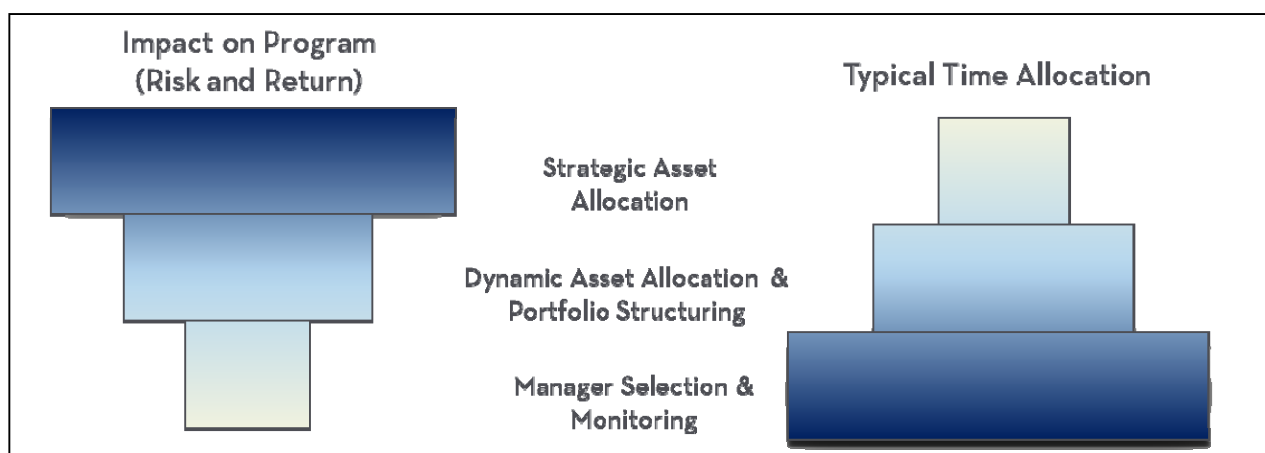 Impact on Program
(Risk and Return)
Typical Time Allocation
Strategic Asset
Allocation
Dynamic Asset Allocation &
Portfolio Structuring
Manager Selection &
Monitoring